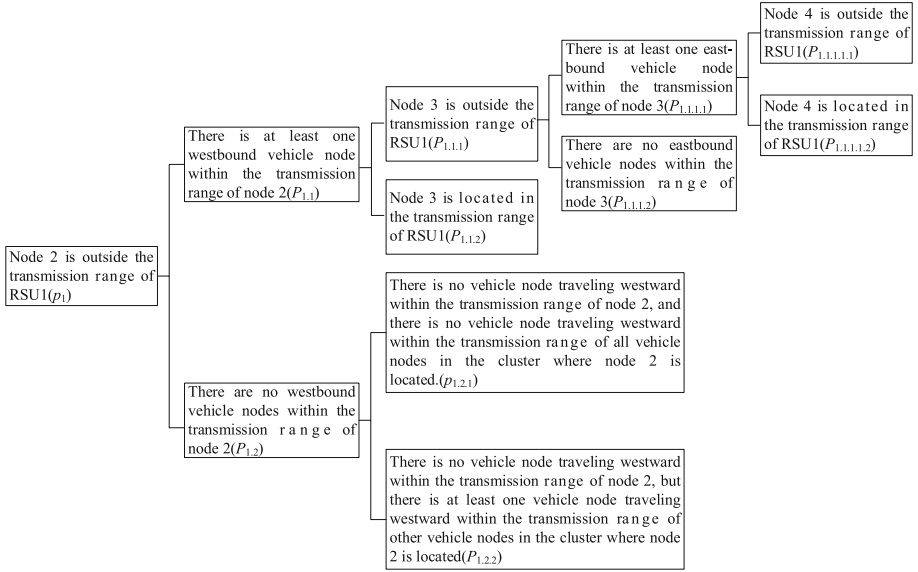 Node 2 is outside the
transmission range of
RSU1(p1)
There is at least one
westbound vehicle node
within the transmission
range of node 2(P1.1)
There are no westbound
vehicle nodes within the
transmission range of
node 2(P1.2)
Node 3 is outside the
transmission range of
RSU1(P1.1.1)
Node 3 is located in
the transmission range
of RSU1(P1.1.2)
There is no vehicle node traveling westward
within the transmission range of node 2, and
there is no vehicle node traveling westward
within the transmission range of all vehicle
nodes in the cluster where node 2 is
located.(p1.2.1)
There is no vehicle node traveling westward
within the transmission range of node 2, but
there is at least one vehicle node traveling
westward within the transmission range of
other vehicle nodes in the cluster where node
2 is located(P1.2.2)
There is at least one east-
bound vehicle node
within the transmission
range of node 3(P1.1.1.1)
There are no eastbound
vehicle nodes within the
transmission range of
node 3(P1.1.1.2)
Node 4 is outside the
transmission range of
RSU1(P1.1.1.1.1)
Node 4 is located in
the transmission range
of RSU1(P1.1.1.1.2)